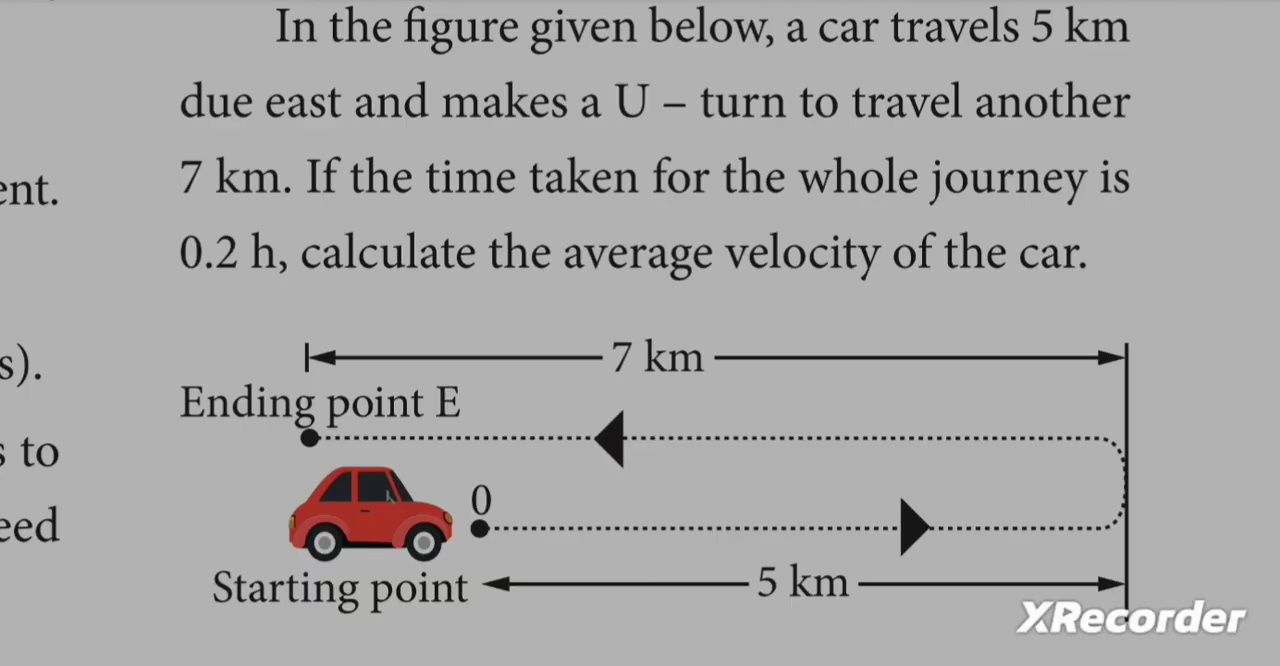 In the figure given below, a car travels 5 km
due east and makes a U – turn to travel another
7 km. If the time taken for the whole journey is
0.2 h, calculate the average velocity of the car.
ent.
s).
s to
eed
7 km
Ending point E
0
Starting point
5 km
XRecorder